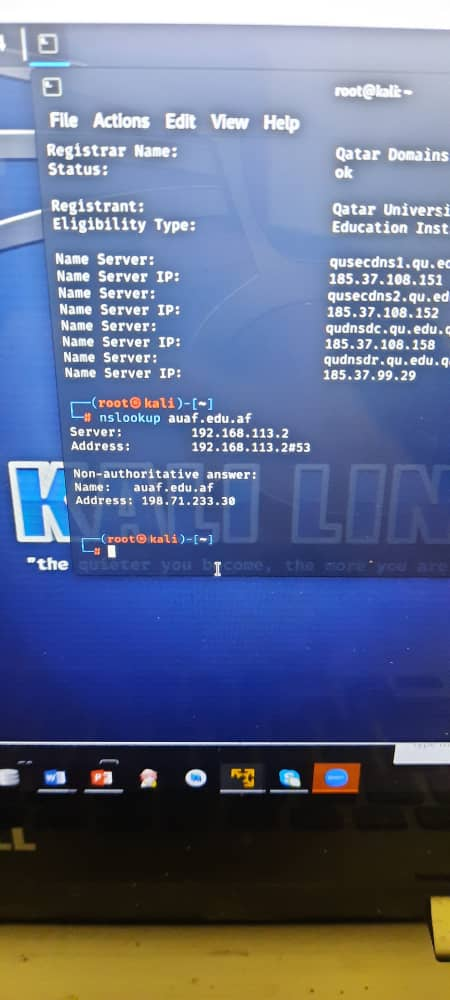 root@kali: ~
File Actions Edit View Help
Registrar Name: Qatar Domains
Status: ok
Registrant: Qatar Universi
Eligibility Type: Education Inst
Name Server: qusecdns1.qu.e
Name Server IP: 185.37.108.151
Name Server: qusecdns2.qu.ed
Name Server IP: 185.37.108.152
Name Server: qudnsdc.qu.edu.
Name Server IP: 185.37.108.158
Name Server: qudnsdr.qu.edu.q
Name Server IP: 185.37.99.29
(root㉿kali)-[~]
# nslookup auaf.edu.af
Server: 192.168.113.2
Address: 192.168.113.2#53
Non-authoritative answer:
Name: auaf.edu.af
Address: 198.71.233.30
(root㉿kali)-[~]
#
KALI LIN
"the quieter you become, the more you are